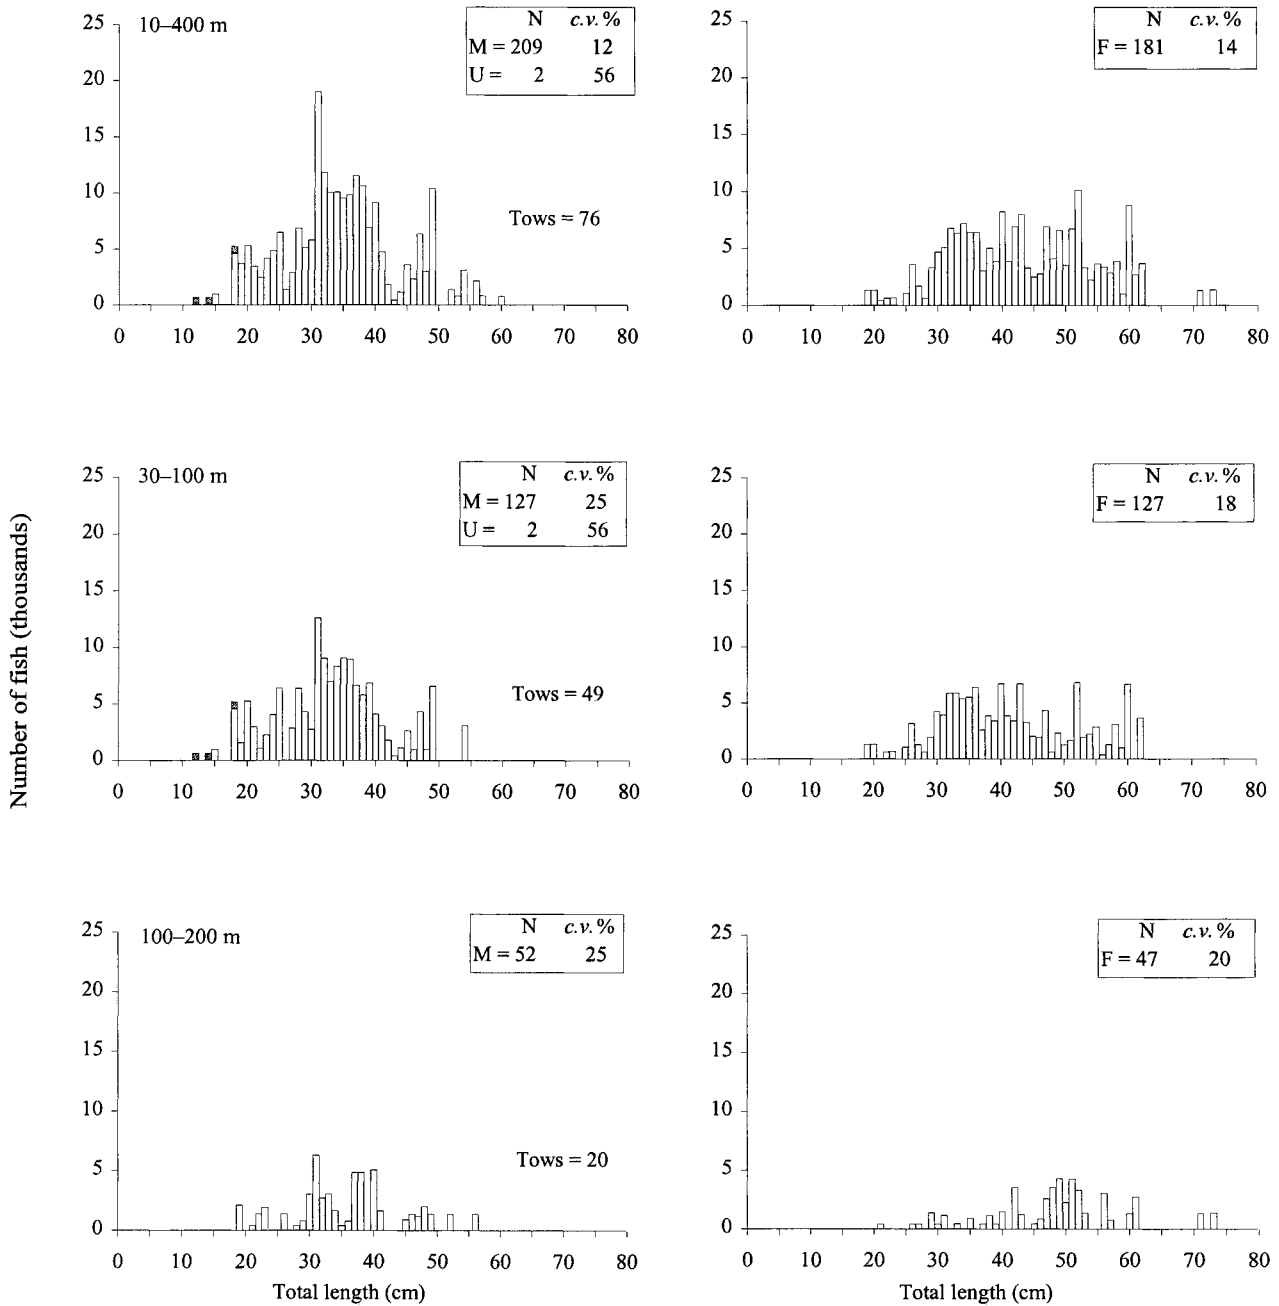 10–400 m
N c.v. %
M = 209 12
U = 2 56
Tows = 76
25
20
15
10
5
0
0 10 20 30 40 50 60 70 80
N c.v. %
F = 181 14
25
20
15
10
5
0
0 10 20 30 40 50 60 70 80
Number of fish (thousands)
30–100 m
N c.v. %
M = 127 25
U = 2 56
Tows = 49
25
20
15
10
5
0
0 10 20 30 40 50 60 70 80
N c.v. %
F = 127 18
25
20
15
10
5
0
0 10 20 30 40 50 60 70 80
100–200 m
N c.v. %
M = 52 25
Tows = 20
25
20
15
10
5
0
0 10 20 30 40 50 60 70 80
Total length (cm)
N c.v. %
F = 47 20
25
20
15
10
5
0
0 10 20 30 40 50 60 70 80
Total length (cm)